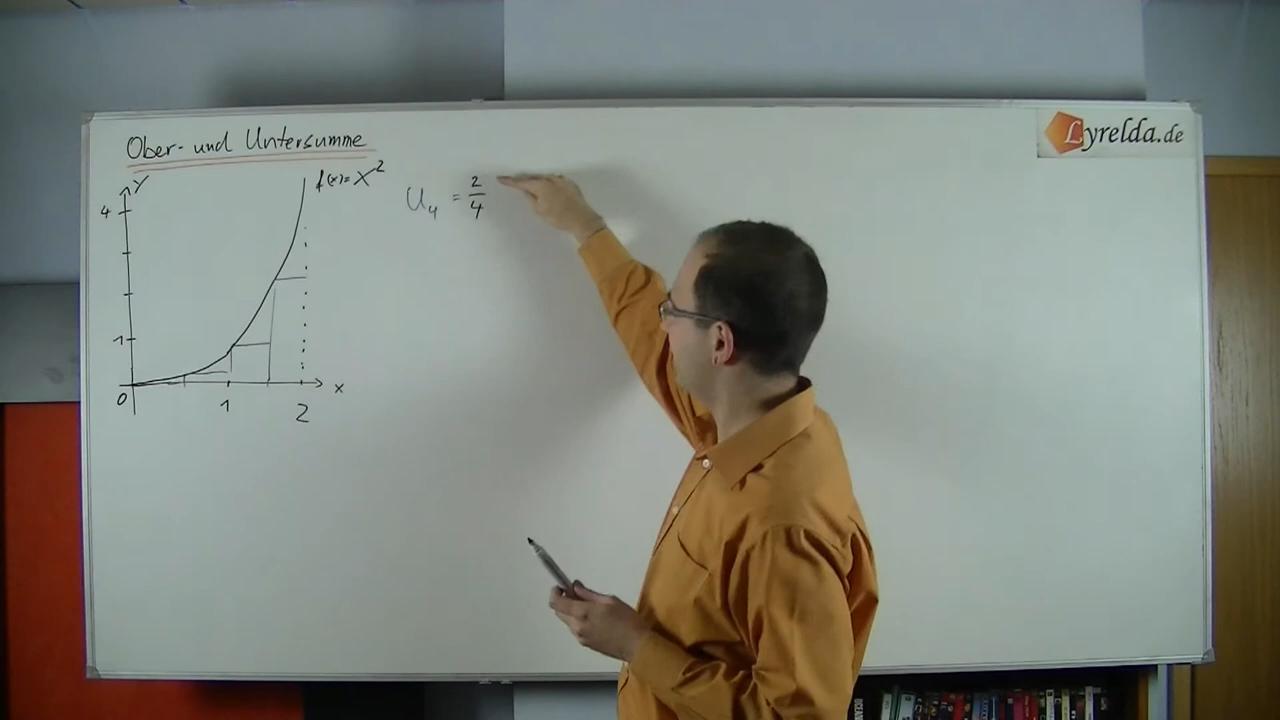 Ober- und Untersumme
Lyrelda.de
y
f(x)=x²
4
U₄ = 2/4
1
x
0
1
2